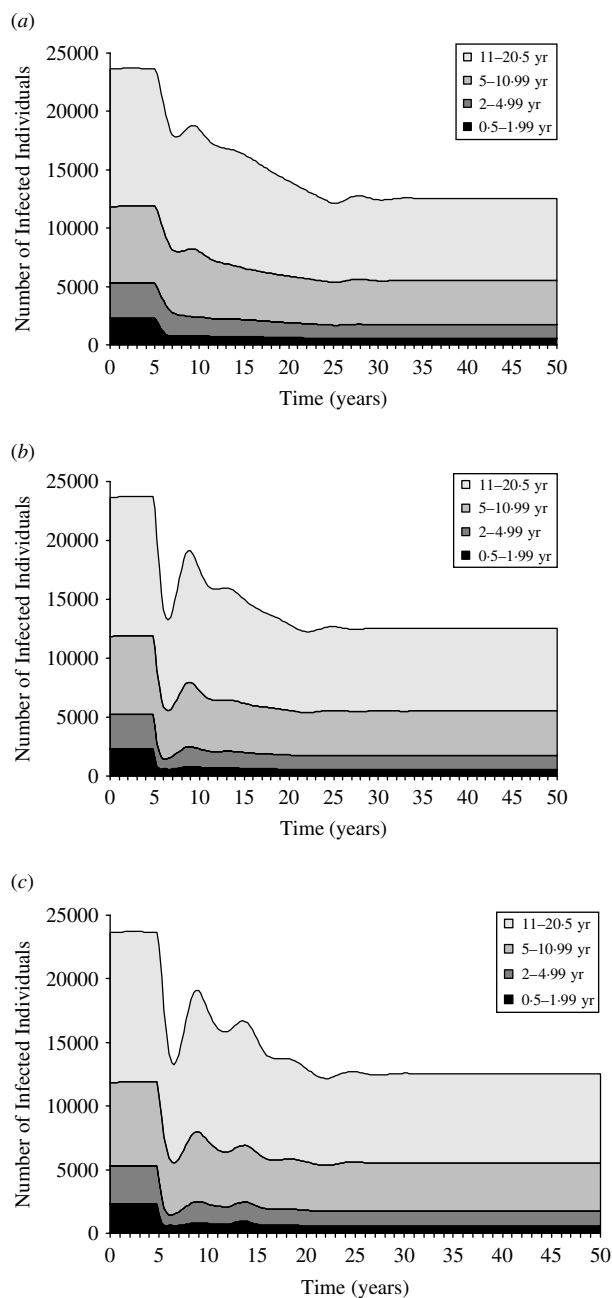 (a)
25000
20000
15000
10000
5000
0
Number of Infected Individuals
11–20·5 yr
5–10·99 yr
2–4·99 yr
0·5–1·99 yr
0 5 10 15 20 25 30 35 40 45 50
Time (years)
(b)
25000
20000
15000
10000
5000
0
Number of Infected Individuals
11–20·5 yr
5–10·99 yr
2–4·99 yr
0·5–1·99 yr
0 5 10 15 20 25 30 35 40 45 50
Time (years)
(c)
25000
20000
15000
10000
5000
0
Number of Infected Individuals
11–20·5 yr
5–10·99 yr
2–4·99 yr
0·5–1·99 yr
0 5 10 15 20 25 30 35 40 45 50
Time (years)